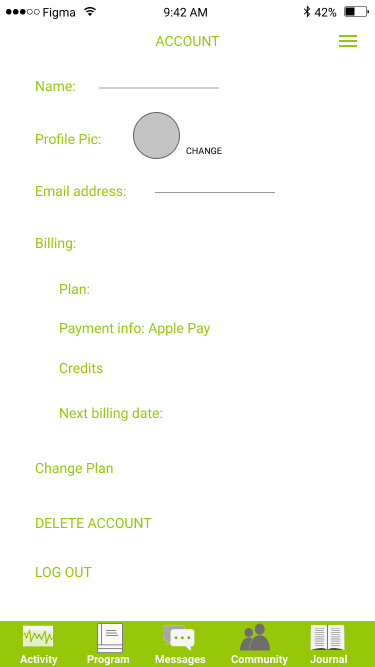 Figma 9:42 AM 42%
ACCOUNT
Name:
Profile Pic:
CHANGE
Email address:
Billing:
Plan:
Payment info: Apple Pay
Credits
Next billing date:
Change Plan
DELETE ACCOUNT
LOG OUT
Activity Program Messages Community Journal